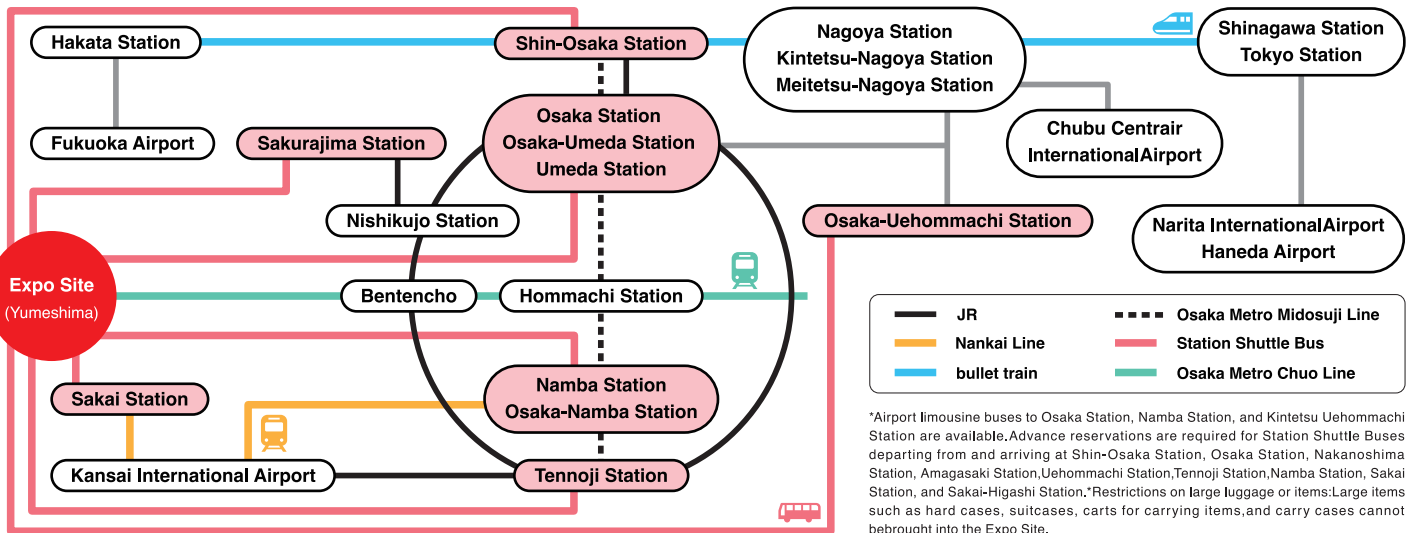 Hakata Station
Shin-Osaka Station
Nagoya Station
Kintetsu-Nagoya Station
Meitetsu-Nagoya Station
Shinagawa Station
Tokyo Station
Fukuoka Airport
Sakurajima Station
Osaka Station
Osaka-Umeda Station
Umeda Station
Chubu Centrair
InternationalAirport
Nishikujo Station
Osaka-Uehommachi Station
Narita InternationalAirport
Haneda Airport
Expo Site
(Yumeshima)
Bentencho
Hommachi Station
JR
Osaka Metro Midosuji Line
Nankai Line
Station Shuttle Bus
bullet train
Osaka Metro Chuo Line
Sakai Station
Namba Station
Osaka-Namba Station
Kansai International Airport
Tennoji Station
*Airport limousine buses to Osaka Station, Namba Station, and Kintetsu Uehommachi
Station are available.Advance reservations are required for Station Shuttle Buses
departing from and arriving at Shin-Osaka Station, Osaka Station, Nakanoshima
Station, Amagasaki Station,Uehommachi Station,Tennoji Station,Namba Station, Sakai
Station, and Sakai-Higashi Station.*Restrictions on large luggage or items:Large items
such as hard cases, suitcases, carts for carrying items,and carry cases cannot
bebrought into the Expo Site.